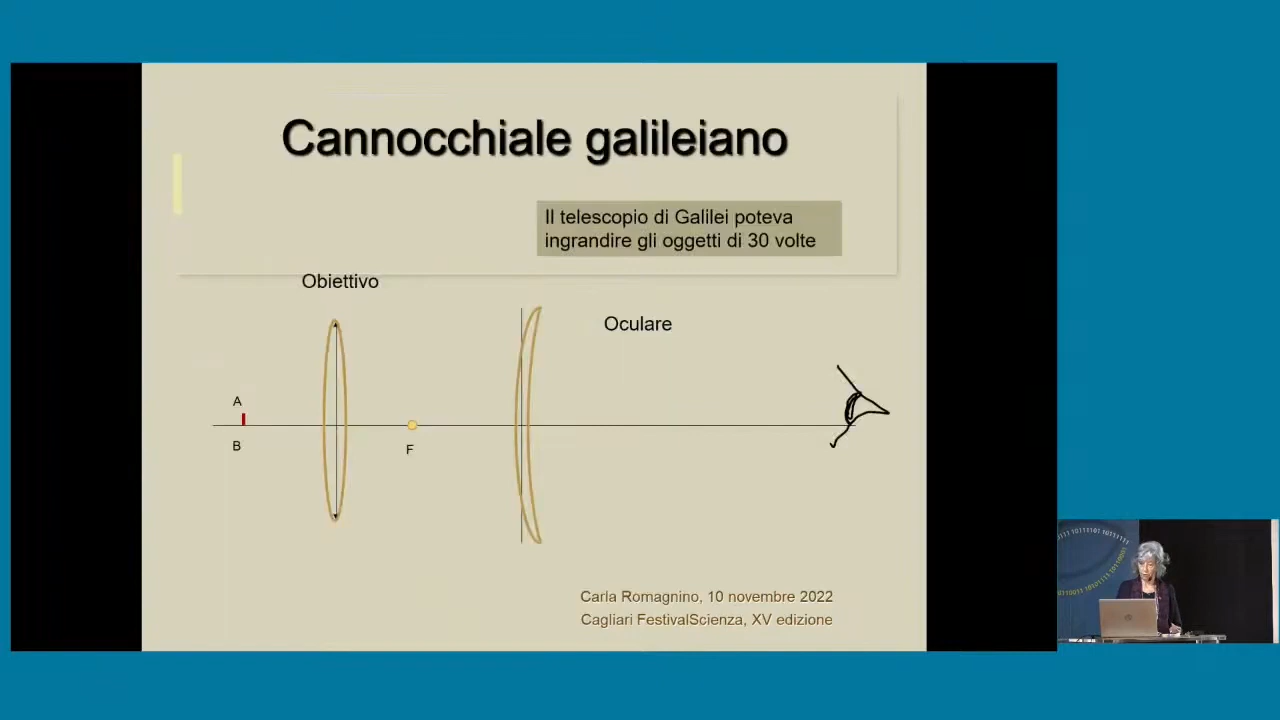 Cannocchiale galileiano
Il telescopio di Galilei poteva
ingrandire gli oggetti di 30 volte
Obiettivo
Oculare
A
B
F
Carla Romagnino, 10 novembre 2022
Cagliari FestivalScienza, XV edizione